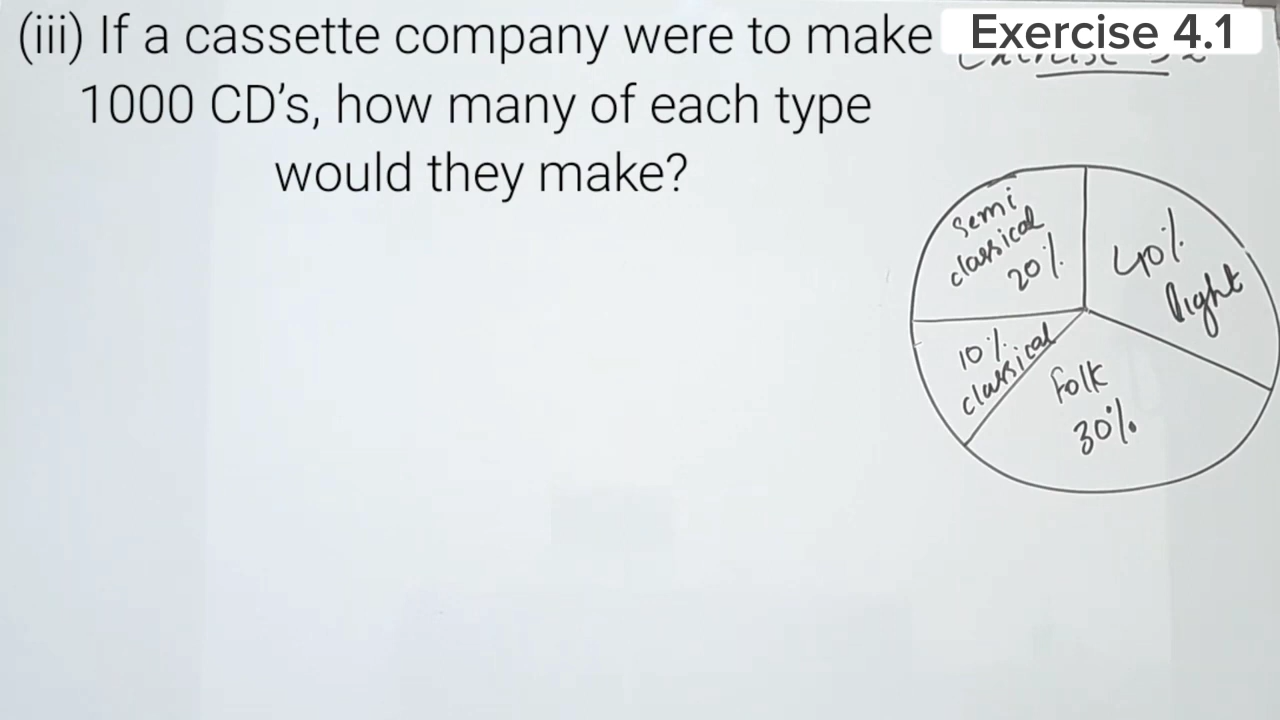 (iii) If a cassette company were to make
1000 CD's, how many of each type
would they make?
Exercise 4.1
Semi
classical
20%
40%
light
10%
classical
Folk
30%